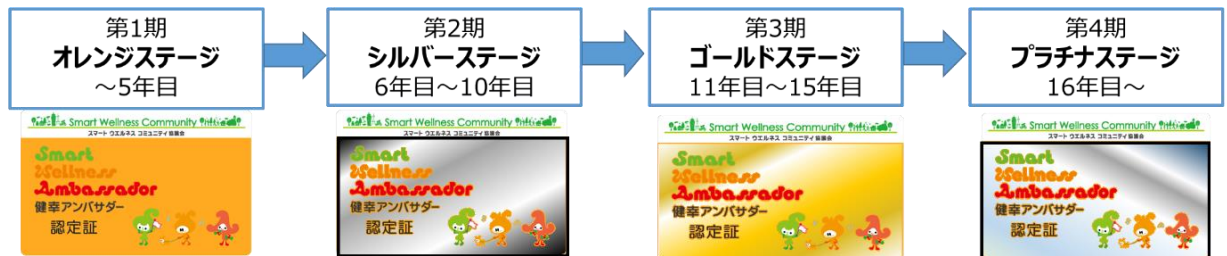 第1期
オレンジステージ
～5年目
第2期
シルバーステージ
6年目～10年目
第3期
ゴールドステージ
11年目～15年目
第4期
プラチナステージ
16年目～
Smart Wellness Community
スマート ウエルネス コミュニティ 協議会
Smart
Wellness
Ambassador
健幸アンバサダー
認定証
Smart Wellness Community
スマート ウエルネス コミュニティ 協議会
Smart
Wellness
Ambassador
健幸アンバサダー
認定証
Smart Wellness Community
スマート ウエルネス コミュニティ 協議会
Smart
Wellness
Ambassador
健幸アンバサダー
認定証
Smart Wellness Community
スマート ウエルネス コミュニティ 協議会
Smart
Wellness
Ambassador
健幸アンバサダー
認定証